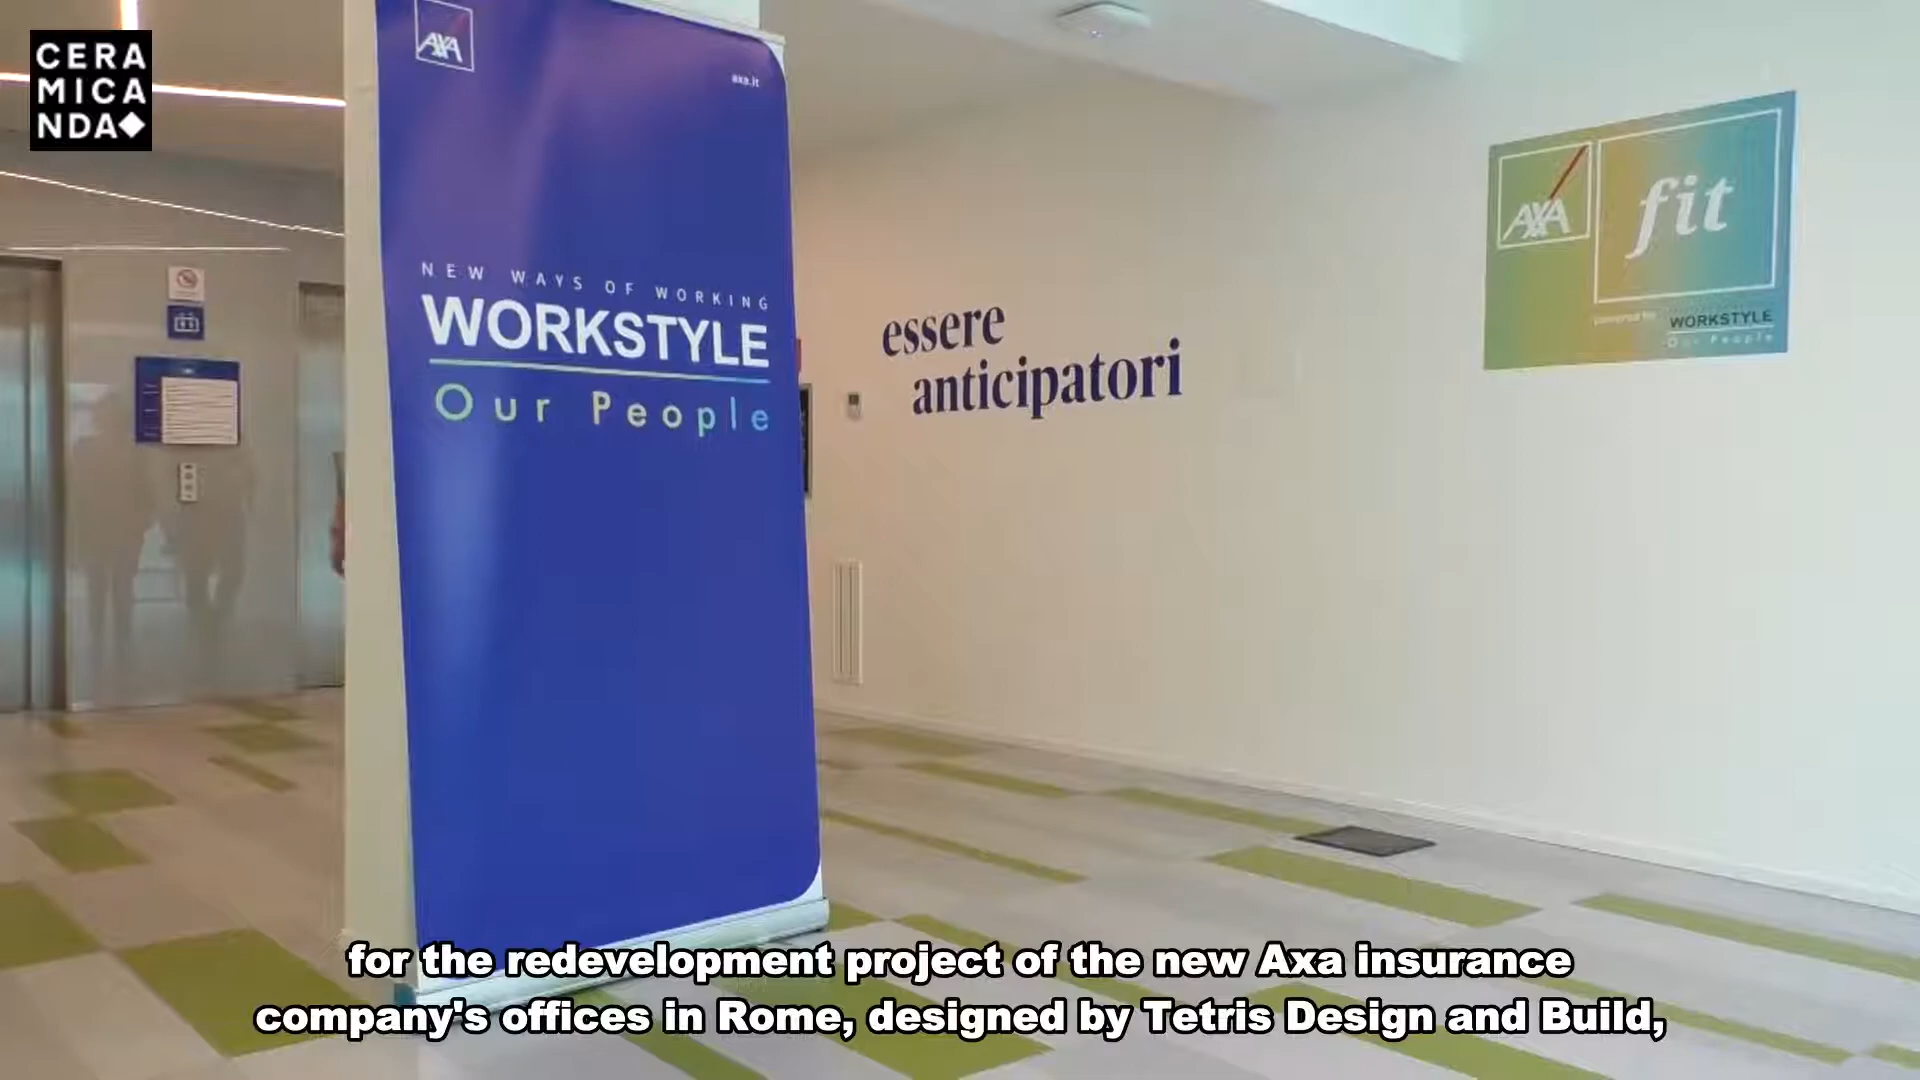 CERA
MICA
NDA
AXA
axa.it
NEW WAYS OF WORKING
WORKSTYLE
Our People
essere
anticipatori
AXA
fit
powered by
WORKSTYLE
Our People
for the redevelopment project of the new Axa insurance
company's offices in Rome, designed by Tetris Design and Build,